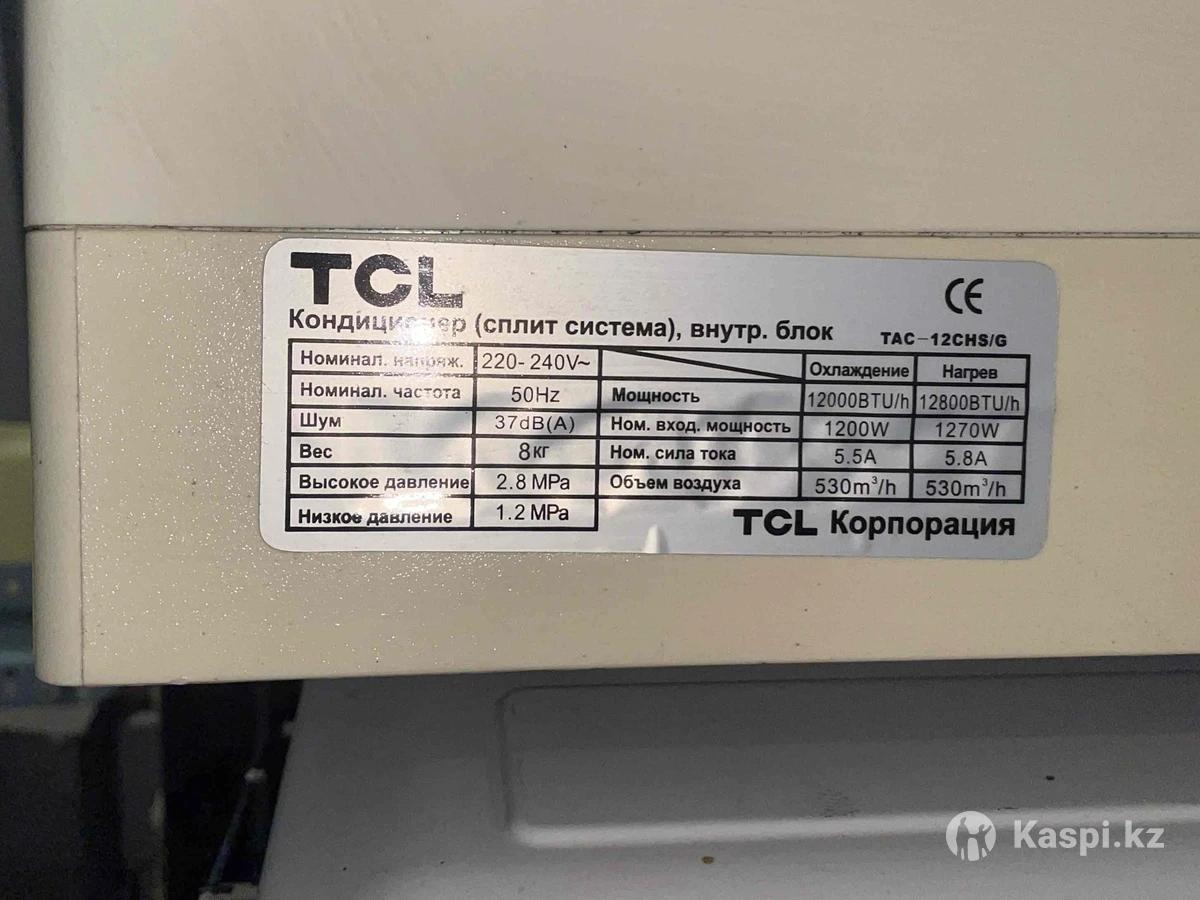 TCL
CE
Кондиционер (сплит система), внутр. блок
TAC-12CHS/G
Номинал. напряж. 220-240V~ Охлаждение Нагрев
Номинал. частота 50Hz Мощность 12000BTU/h 12800BTU/h
Шум 37dB(A) Ном. вход. мощность 1200W 1270W
Вес 8кг Ном. сила тока 5.5A 5.8A
Высокое давление 2.8 MPa Объем воздуха 530m³/h 530m³/h
Низкое давление 1.2 MPa
TCL Корпорация
Kaspi.kz